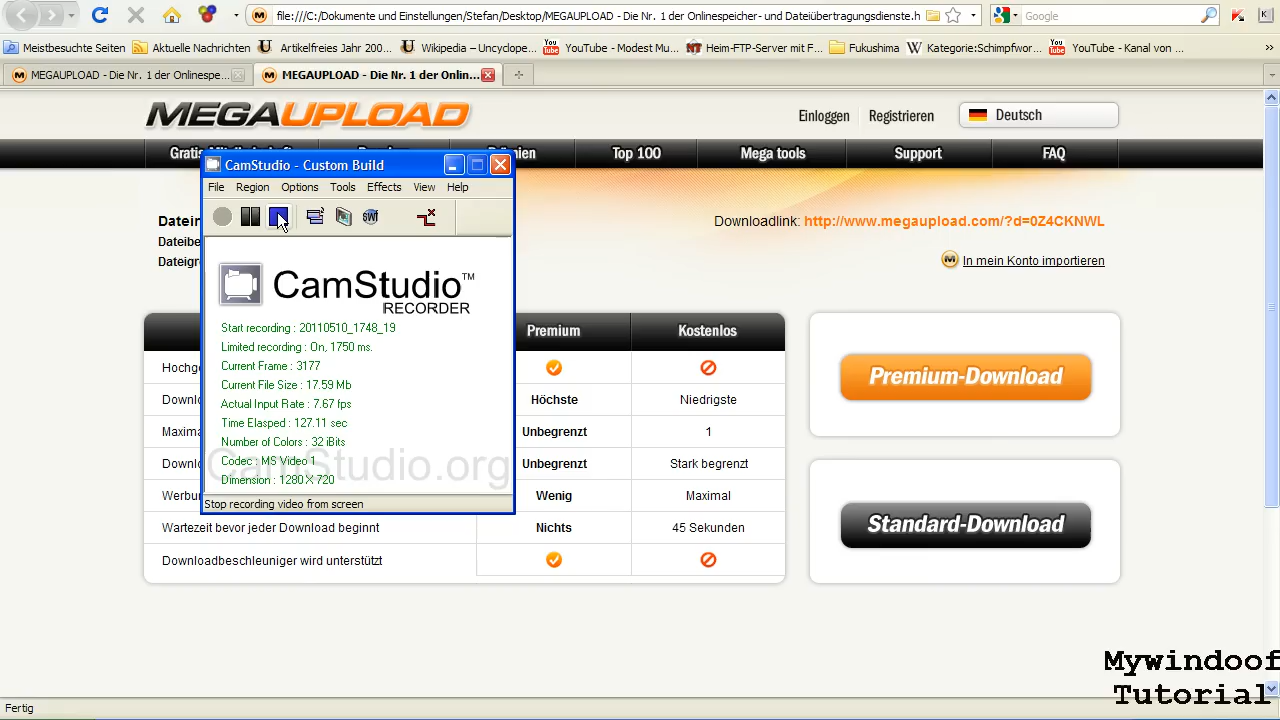 file:///C:/Dokumente und Einstellungen/Stefan/Desktop/MEGAUPLOAD - Die Nr. 1 der Onlinespeicher- und Dateiübertragungsdienste.h
Google
Meistbesuchte Seiten
Aktuelle Nachrichten
Artikelfreies Jahr 200...
Wikipedia – Uncyclope...
YouTube - Modest Mu...
Heim-FTP-Server mit F...
Fukushima
Kategorie:Schimpfwor...
YouTube - Kanal von ...
MEGAUPLOAD - Die Nr. 1 der Onlinespe...
MEGAUPLOAD - Die Nr. 1 der Onlin...
MEGAUPLOAD
Einloggen
Registrieren
Deutsch
Top 100
Mega tools
Support
FAQ
CamStudio - Custom Build
File Region Options Tools Effects View Help
SWF
CamStudio™
RECORDER
Start recording : 20110510_1748_19
Limited recording : On, 1750 ms.
Current Frame : 3177
Current File Size : 17.59 Mb
Actual Input Rate : 7.67 fps
Time Elasped : 127.11 sec
Number of Colors : 32 iBits
Codec : MS Video 1
Dimension : 1280 X 720
CamStudio.org
Stop recording video from screen
Downloadlink: http://www.megaupload.com/?d=0Z4CKNWL
In mein Konto importieren
Premium Kostenlos
Höchste Niedrigste
Unbegrenzt 1
Unbegrenzt Stark begrenzt
Wenig Maximal
Wartezeit bevor jeder Download beginnt Nichts 45 Sekunden
Downloadbeschleuniger wird unterstützt
Premium-Download
Standard-Download
Mywindoof
Tutorial
Fertig